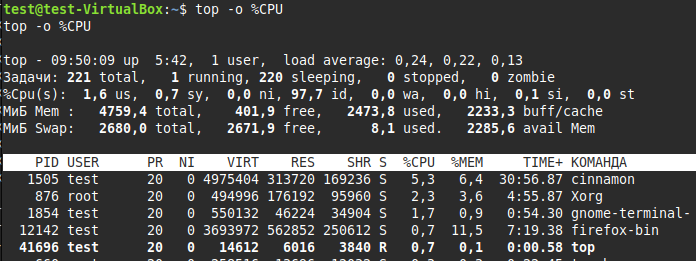 test@test-VirtualBox:~$ top -o %CPU
top -o %CPU
top - 09:50:09 up  5:42,  1 user,  load average: 0,24, 0,22, 0,13
Задачи: 221 total,   1 running, 220 sleeping,   0 stopped,   0 zombie
%Cpu(s):  1,6 us,  0,7 sy,  0,0 ni, 97,7 id,  0,0 wa,  0,0 hi,  0,1 si,  0,0 st
МиБ Mem :   4759,4 total,    401,9 free,   2473,8 used,   2233,3 buff/cache
МиБ Swap:   2680,0 total,   2671,9 free,      8,1 used.   2285,6 avail Mem
PID USER      PR  NI    VIRT    RES    SHR S  %CPU  %MEM     TIME+ КОМАНДА
1505 test      20   0 4975404 313720 169236 S   5,3   6,4  30:56.87 cinnamon
876 root      20   0  494996 176192  95960 S   2,3   3,6   4:55.87 Xorg
1854 test      20   0  550132  46224  34904 S   1,7   0,9   0:54.30 gnome-terminal-
12142 test      20   0 3693972 562852 250612 S   0,7  11,5   7:19.38 firefox-bin
41696 test      20   0   14612   6016   3840 R   0,7   0,1   0:00.58 top